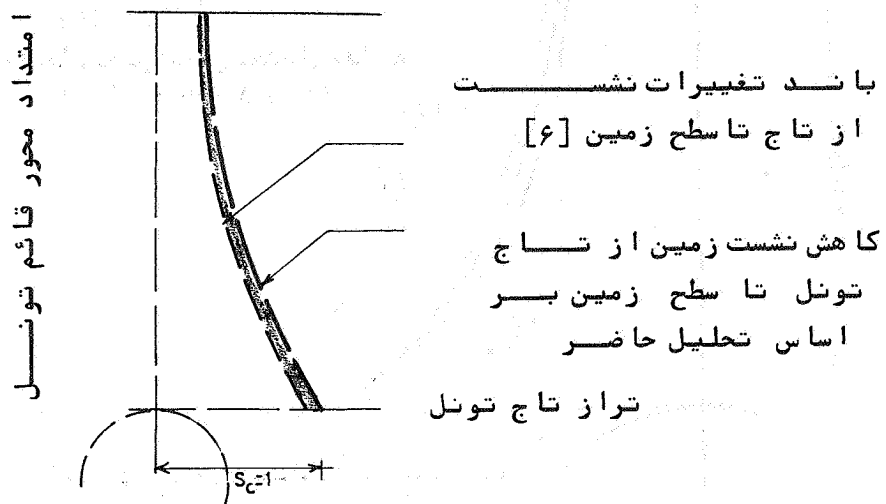 امتداد محور قائم تونل
باند تغییرات نشست
از تاج تا سطح زمین [۶]
کاهش نشست زمین از تاج
تونل تا سطح زمین بر
اساس تحلیل حاضر
تراز تاج تونل
Sc=1